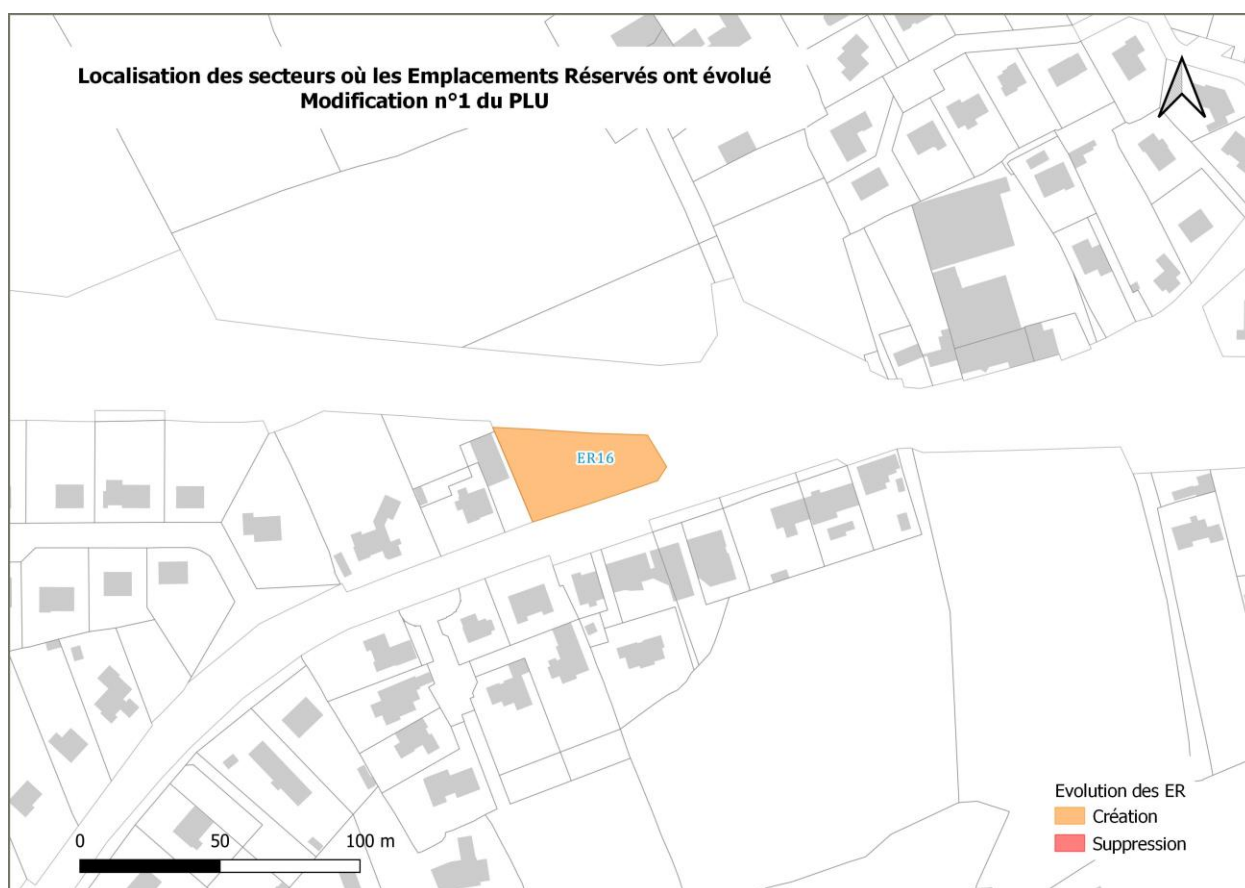 Localisation des secteurs où les Emplacements Réservés ont évolué
Modification n°1 du PLU
ER16
Evolution des ER
Création
Suppression
0 50 100 m